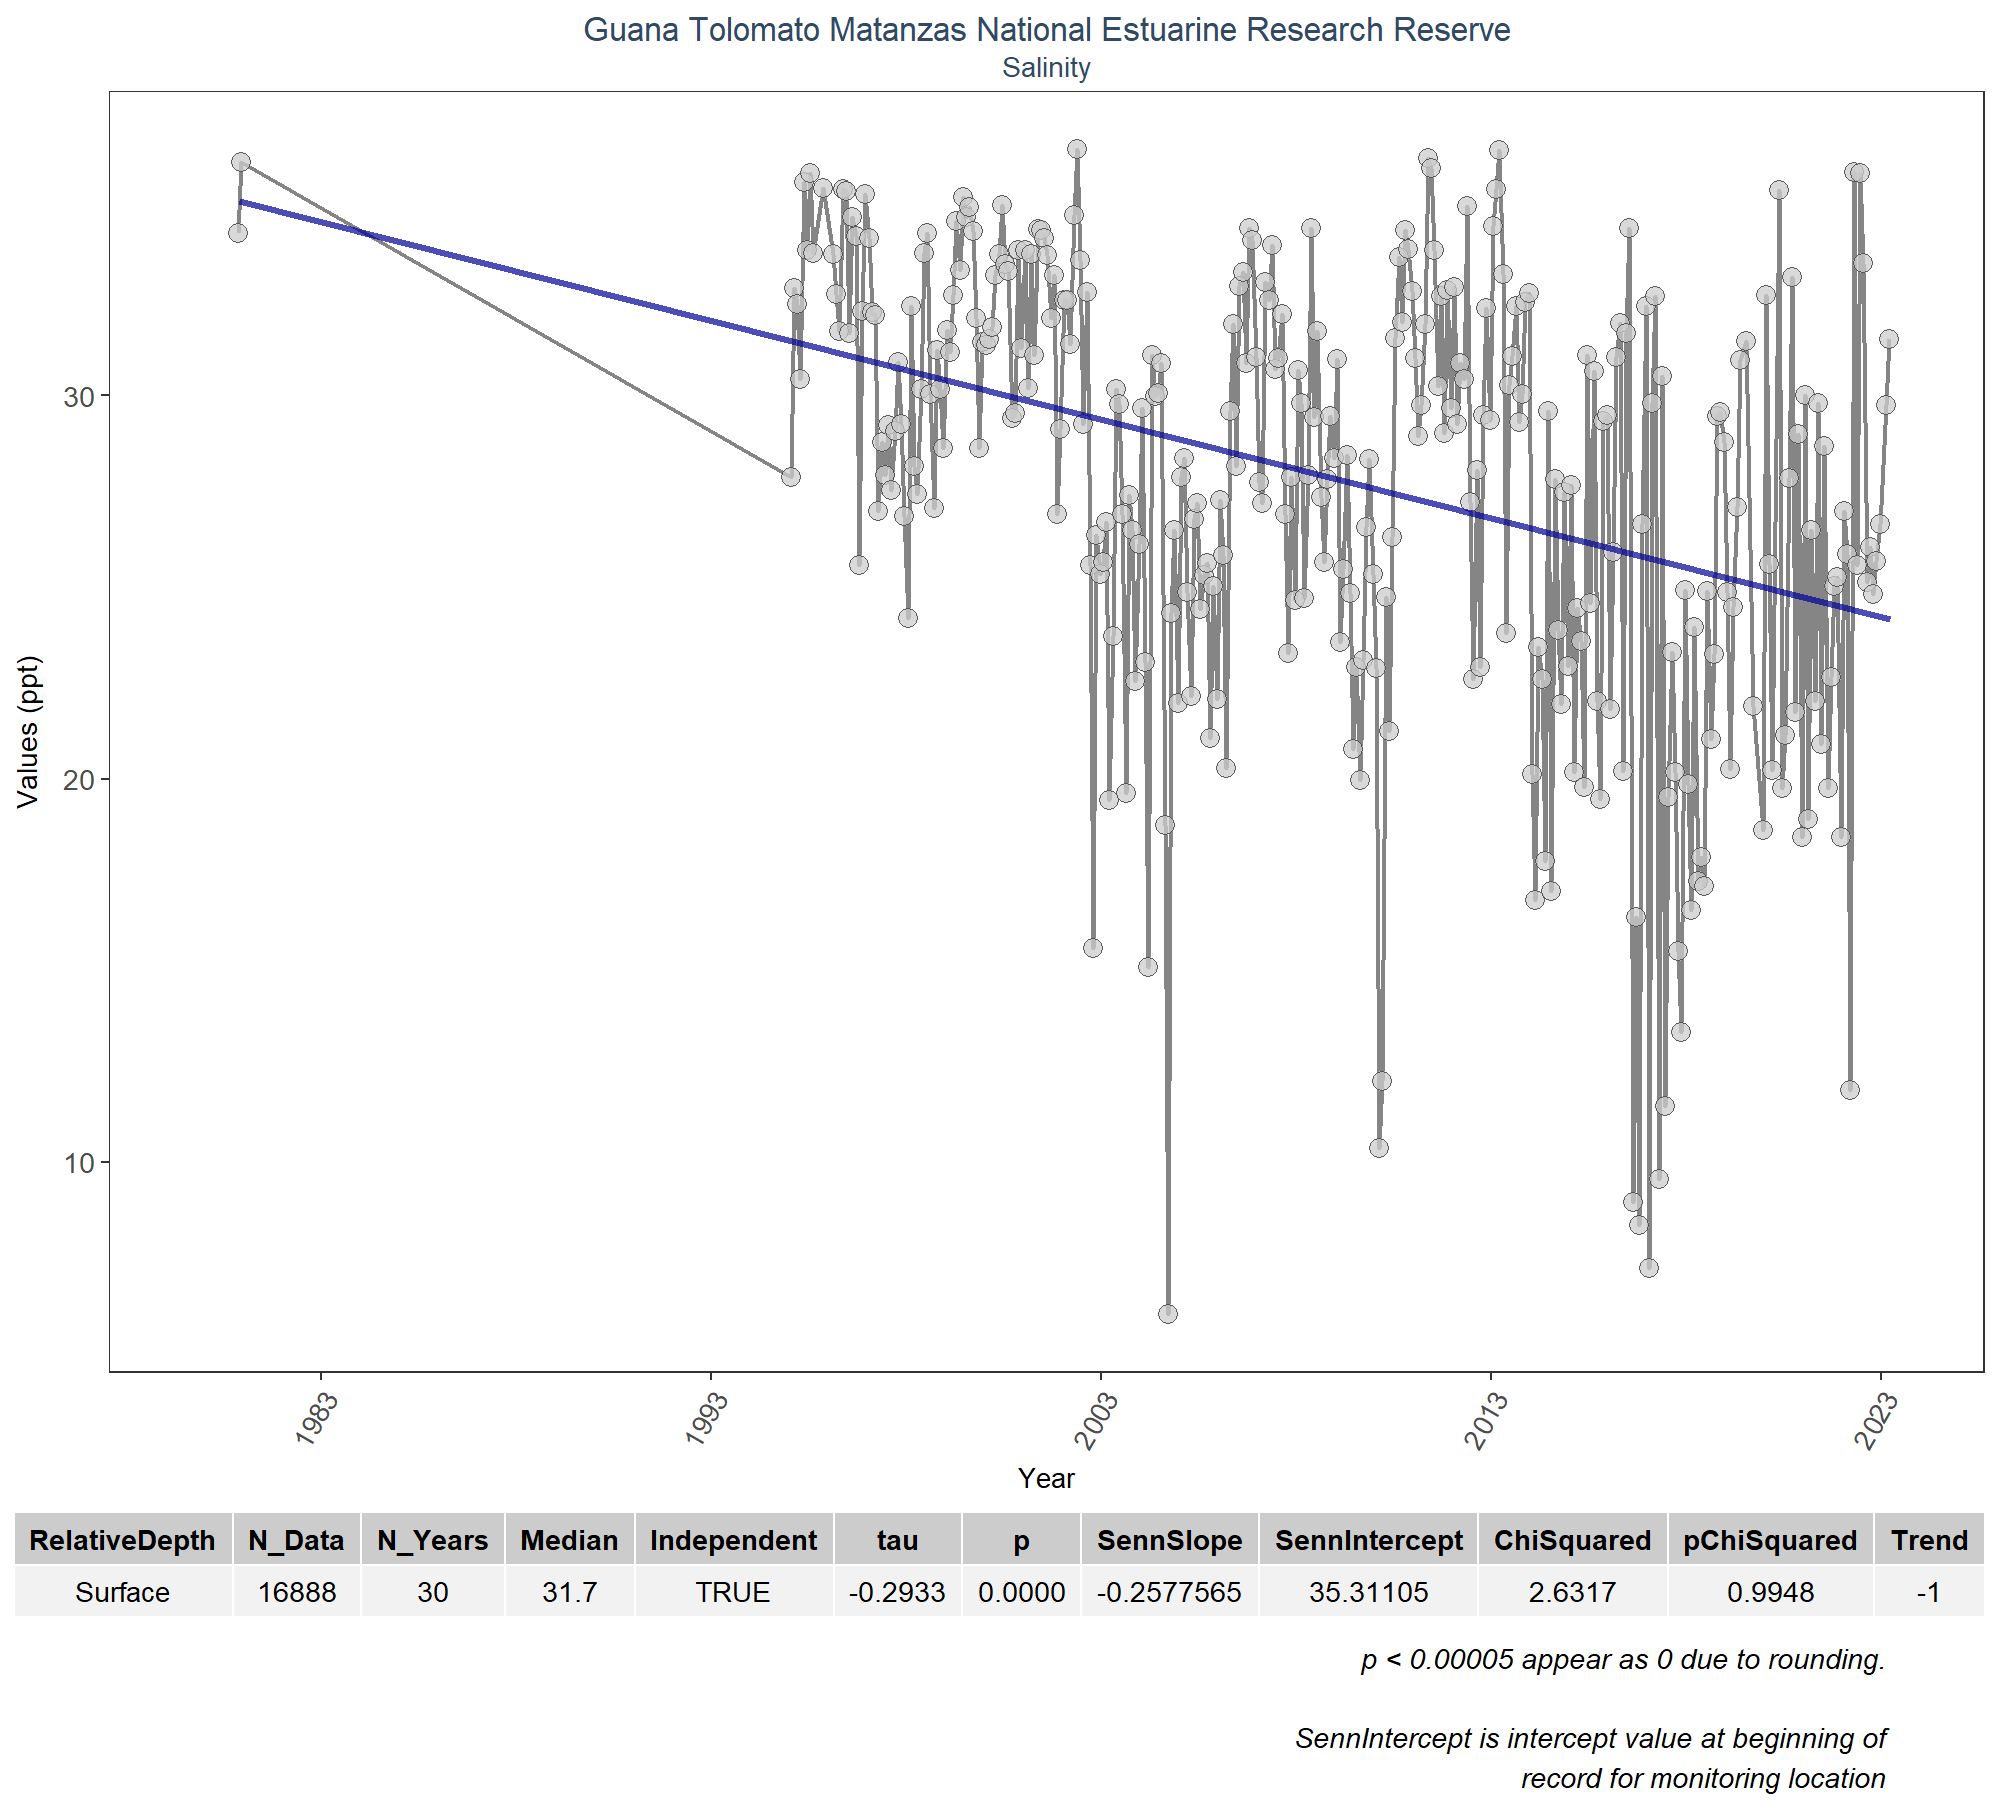 Guana Tolomato Matanzas National Estuarine Research Reserve
Salinity
Values (ppt)
30
20
10
1983 1993 2003 2013 2023
Year
RelativeDepth N_Data N_Years Median Independent tau p SennSlope SennIntercept ChiSquared pChiSquared Trend
Surface 16888 30 31.7 TRUE -0.2933 0.0000 -0.2577565 35.31105 2.6317 0.9948 -1
p < 0.00005 appear as 0 due to rounding.
SennIntercept is intercept value at beginning of
record for monitoring location